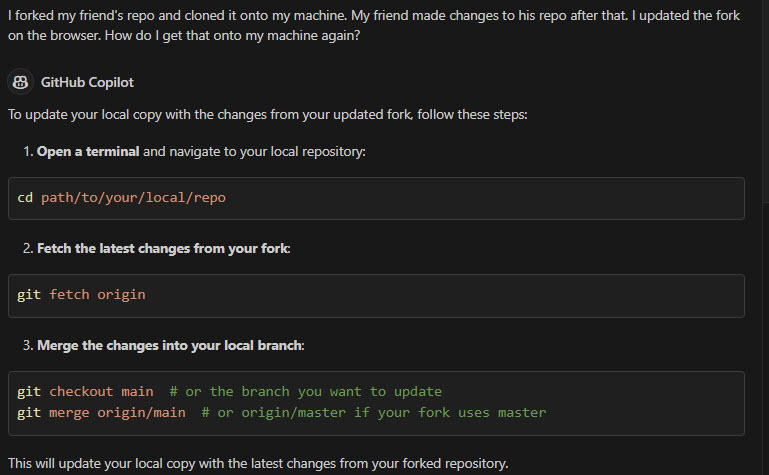 I forked my friend's repo and cloned it onto my machine. My friend made changes to his repo after that. I updated the fork
on the browser. How do I get that onto my machine again?
GitHub Copilot
To update your local copy with the changes from your updated fork, follow these steps:
1. Open a terminal and navigate to your local repository:
cd path/to/your/local/repo
2. Fetch the latest changes from your fork:
git fetch origin
3. Merge the changes into your local branch:
git checkout main  # or the branch you want to update
git merge origin/main  # or origin/master if your fork uses master
This will update your local copy with the latest changes from your forked repository.